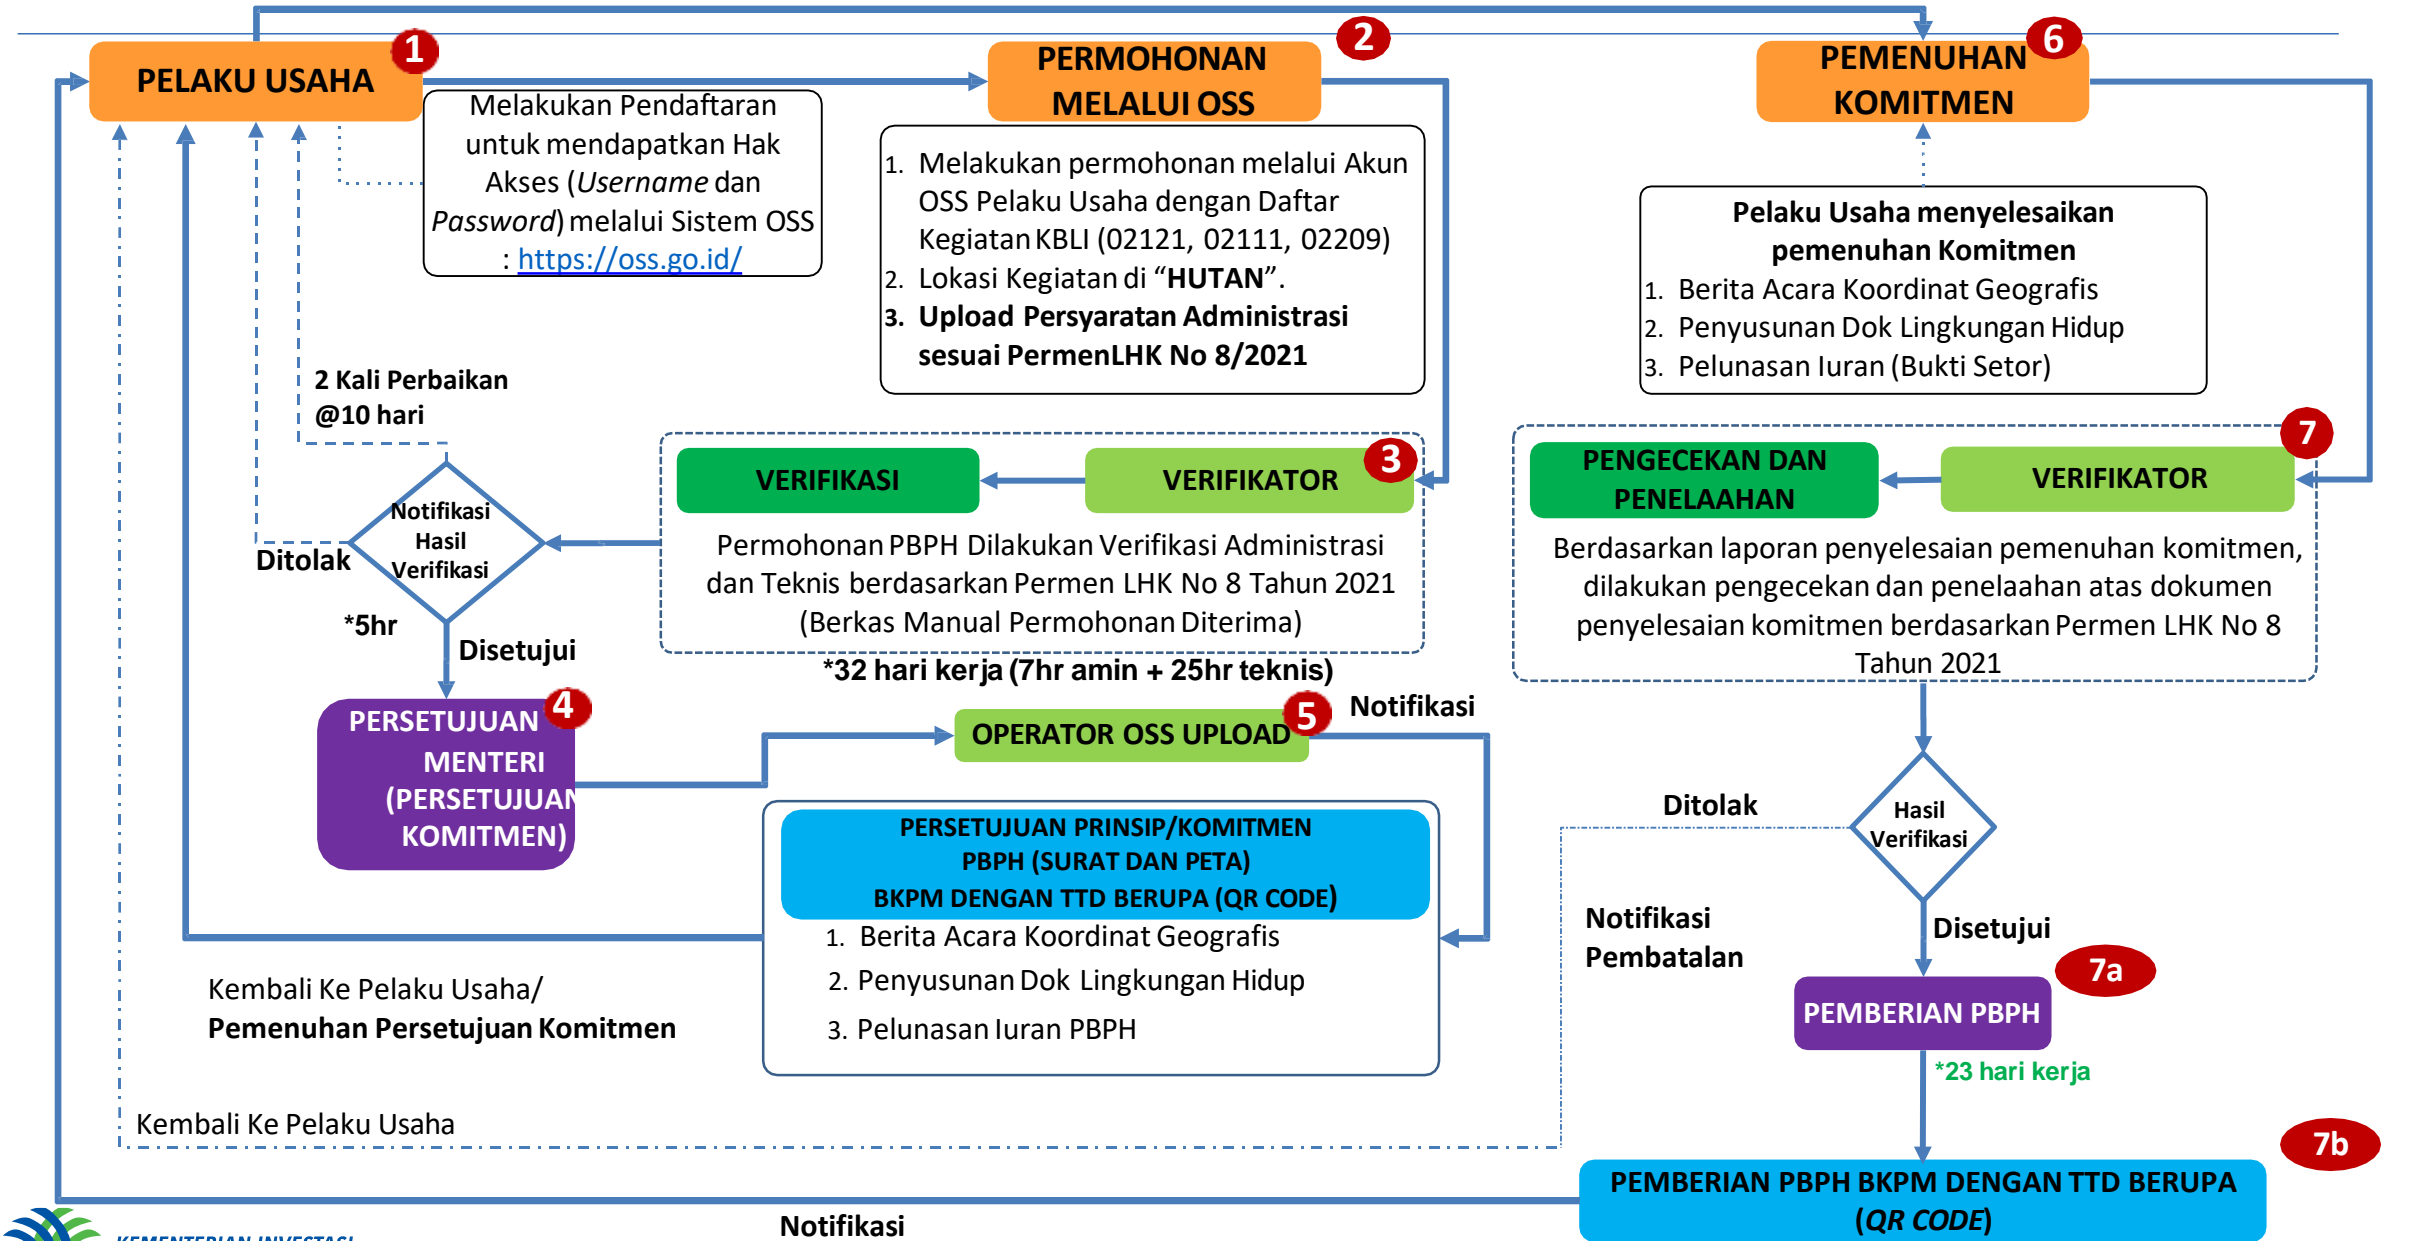 1
PELAKU USAHA
Melakukan Pendaftaran
untuk mendapatkan Hak
Akses (Username dan
Password) melalui Sistem OSS
: https://oss.go.id/
2
PERMOHONAN
MELALUI OSS
1. Melakukan permohonan melalui Akun
OSS Pelaku Usaha dengan Daftar
Kegiatan KBLI (02121, 02111, 02209)
2. Lokasi Kegiatan di “HUTAN”.
3. Upload Persyaratan Administrasi
sesuai PermenLHK No 8/2021
6
PEMENUHAN
KOMITMEN
Pelaku Usaha menyelesaikan
pemenuhan Komitmen
1. Berita Acara Koordinat Geografis
2. Penyusunan Dok Lingkungan Hidup
3. Pelunasan Iuran (Bukti Setor)
2 Kali Perbaikan
@10 hari
Notifikasi
Hasil
Verifikasi
Ditolak
*5hr
Disetujui
3
VERIFIKASI
VERIFIKATOR
Permohonan PBPH Dilakukan Verifikasi Administrasi
dan Teknis berdasarkan Permen LHK No 8 Tahun 2021
(Berkas Manual Permohonan Diterima)
*32 hari kerja (7hr amin + 25hr teknis)
7
PENGECEKAN DAN
PENELAAHAN
VERIFIKATOR
Berdasarkan laporan penyelesaian pemenuhan komitmen,
dilakukan pengecekan dan penelaahan atas dokumen
penyelesaian komitmen berdasarkan Permen LHK No 8
Tahun 2021
4
PERSETUJUAN
MENTERI
(PERSETUJUAN
KOMITMEN)
5
OPERATOR OSS UPLOAD
Notifikasi
PERSETUJUAN PRINSIP/KOMITMEN
PBPH (SURAT DAN PETA)
BKPM DENGAN TTD BERUPA (QR CODE)
1. Berita Acara Koordinat Geografis
2. Penyusunan Dok Lingkungan Hidup
3. Pelunasan Iuran PBPH
Kembali Ke Pelaku Usaha/
Pemenuhan Persetujuan Komitmen
Kembali Ke Pelaku Usaha
Ditolak
Hasil
Verifikasi
Notifikasi
Pembatalan
Disetujui
7a
PEMBERIAN PBPH
*23 hari kerja
7b
PEMBERIAN PBPH BKPM DENGAN TTD BERUPA
(QR CODE)
Notifikasi
KEMENTERIAN INVESTASI